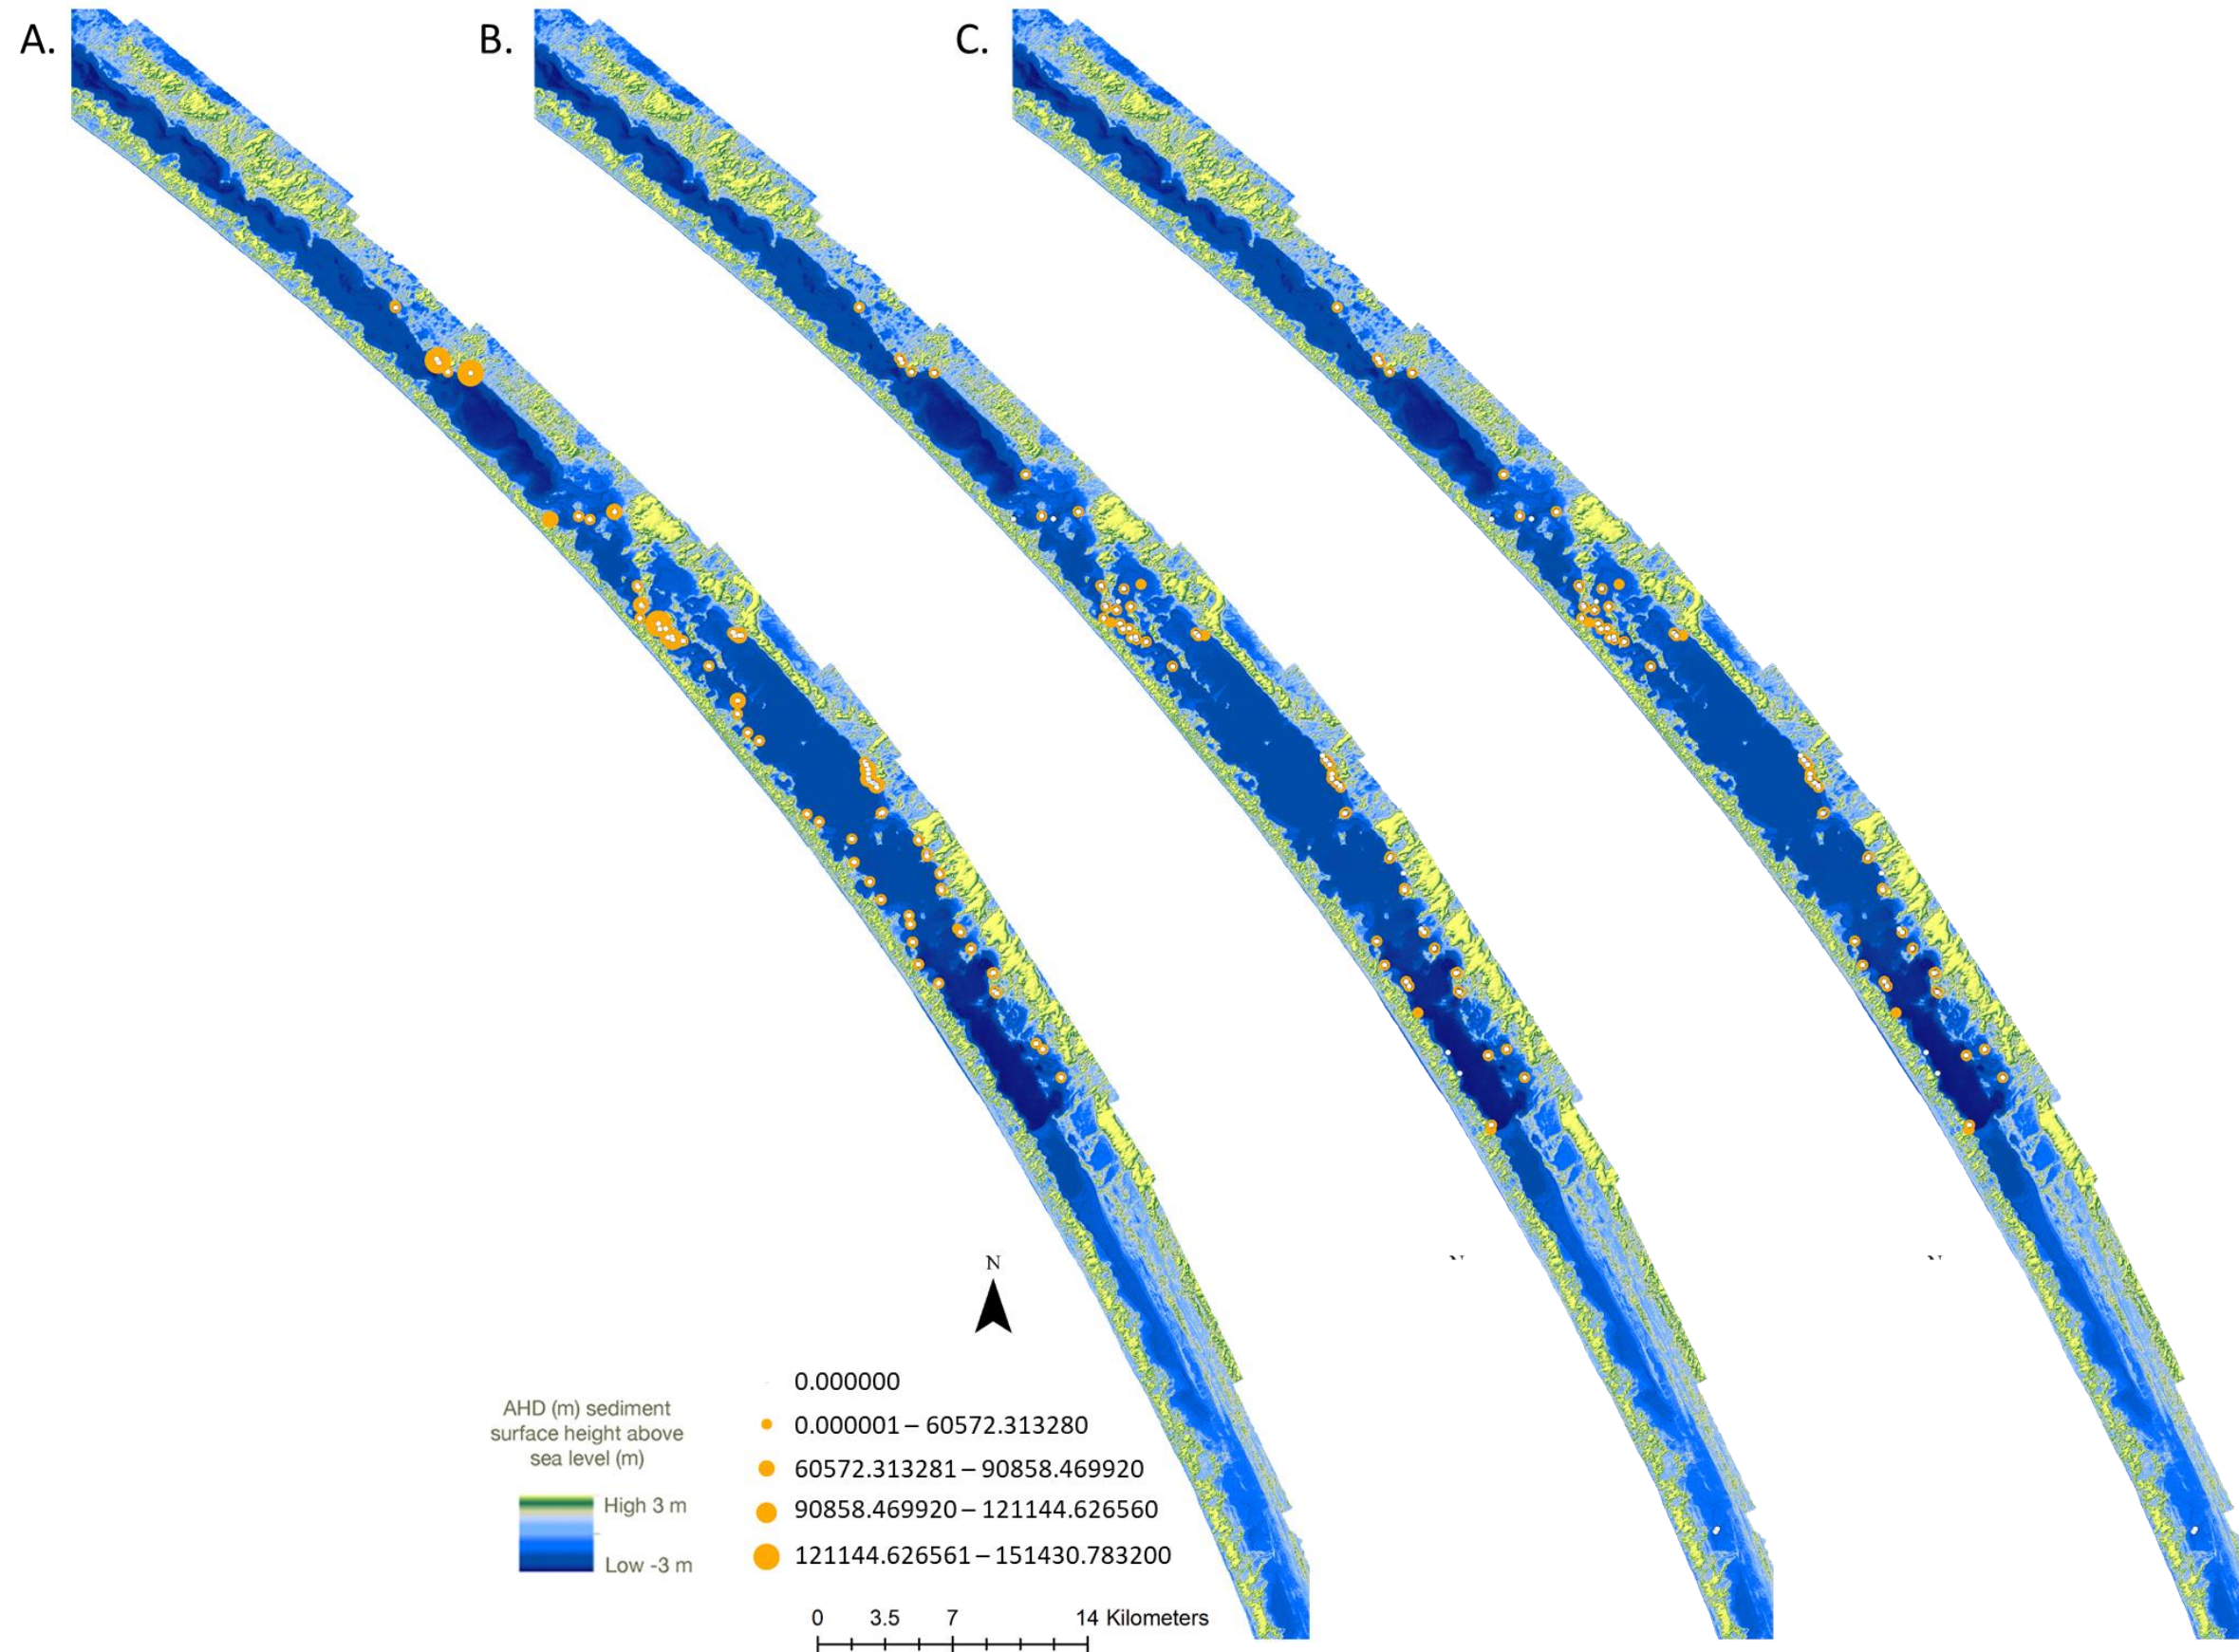 A.
B.
C.
N
0.000000
0.000001 – 60572.313280
60572.313281 – 90858.469920
90858.469920 – 121144.626560
121144.626561 – 151430.783200
AHD (m) sediment
surface height above
sea level (m)
High 3 m
Low -3 m
0 3.5 7 14 Kilometers